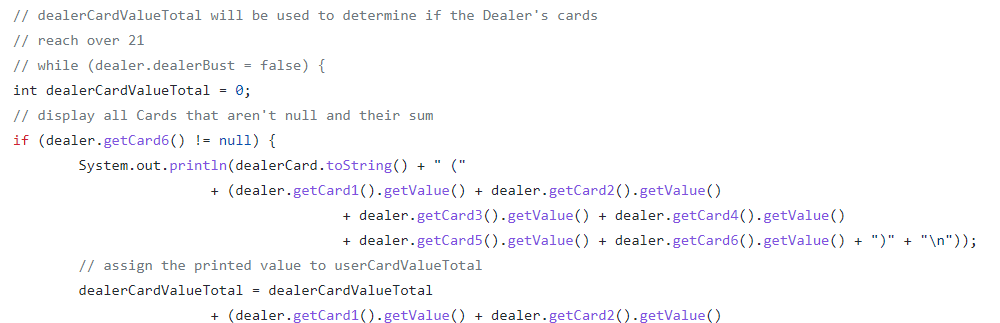 // dealerCardValueTotal will be used to determine if the Dealer's cards
// reach over 21
// while (dealer.dealerBust = false) {
int dealerCardValueTotal = 0;
// display all Cards that aren't null and their sum
if (dealer.getCard6() != null) {
System.out.println(dealerCard.toString() + " ("
+ (dealer.getCard1().getValue() + dealer.getCard2().getValue()
+ dealer.getCard3().getValue() + dealer.getCard4().getValue()
+ dealer.getCard5().getValue() + dealer.getCard6().getValue() + ")" + "\n"));
// assign the printed value to userCardValueTotal
dealerCardValueTotal = dealerCardValueTotal
+ (dealer.getCard1().getValue() + dealer.getCard2().getValue()